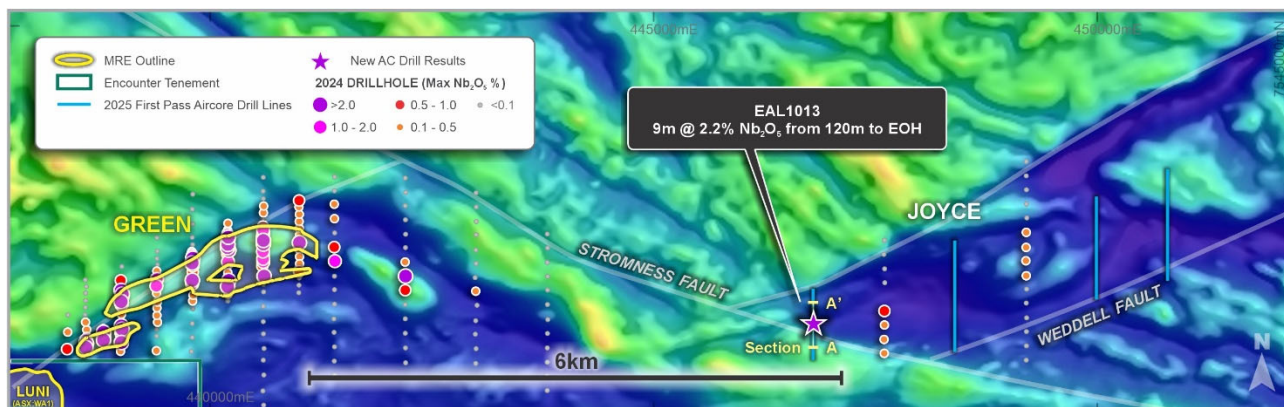 445000mE
450000mE
MRE Outline
Encounter Tenement
2025 First Pass Aircore Drill Lines
New AC Drill Results
2024 DRILLHOLE (Max Nb₂O₅ %)
>2.0
0.5 - 1.0
<0.1
1.0 - 2.0
0.1 - 0.5
EAL1013
9m @ 2.2% Nb₂O₅ from 120m to EOH
GREEN
JOYCE
STROMNESS FAULT
WEDDELL FAULT
A'
Section
A
6km
N
LUNI
(ASX:WA1)
440000mE